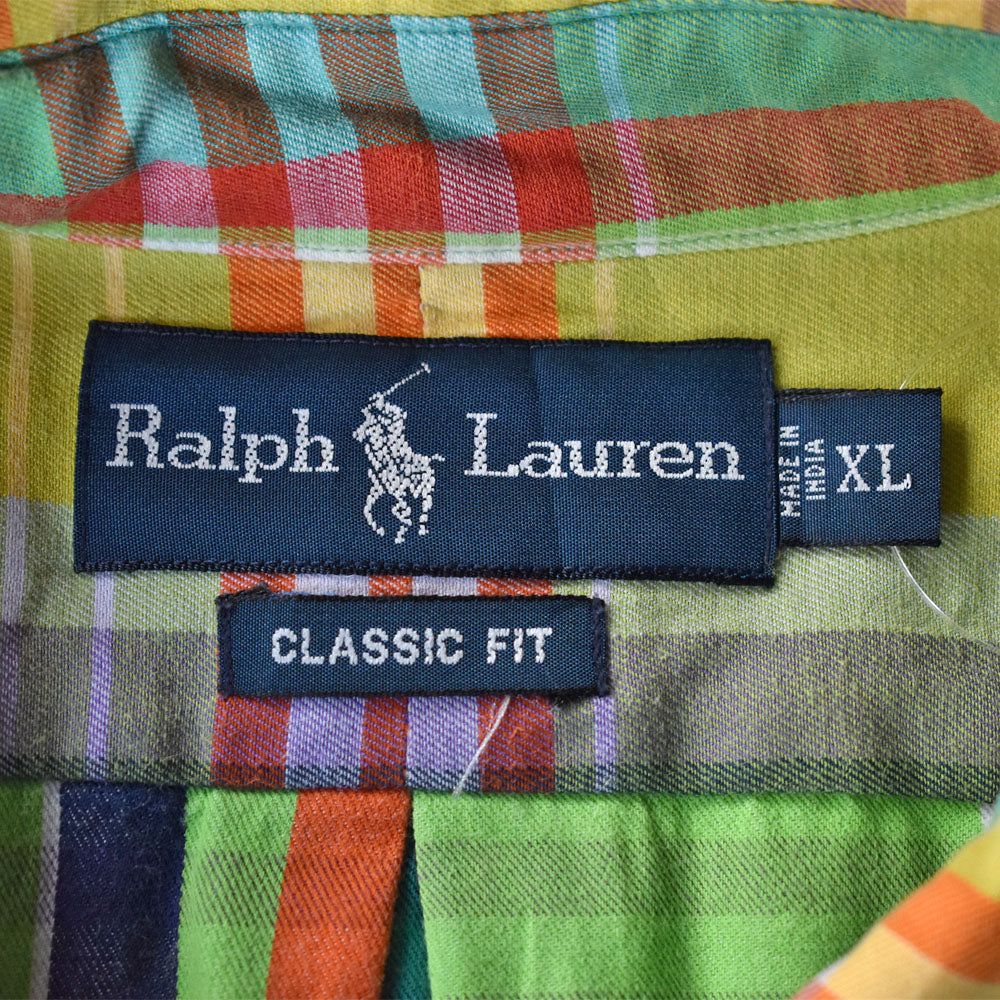 Ralph Lauren
MADE IN
INDIA
XL
CLASSIC FIT